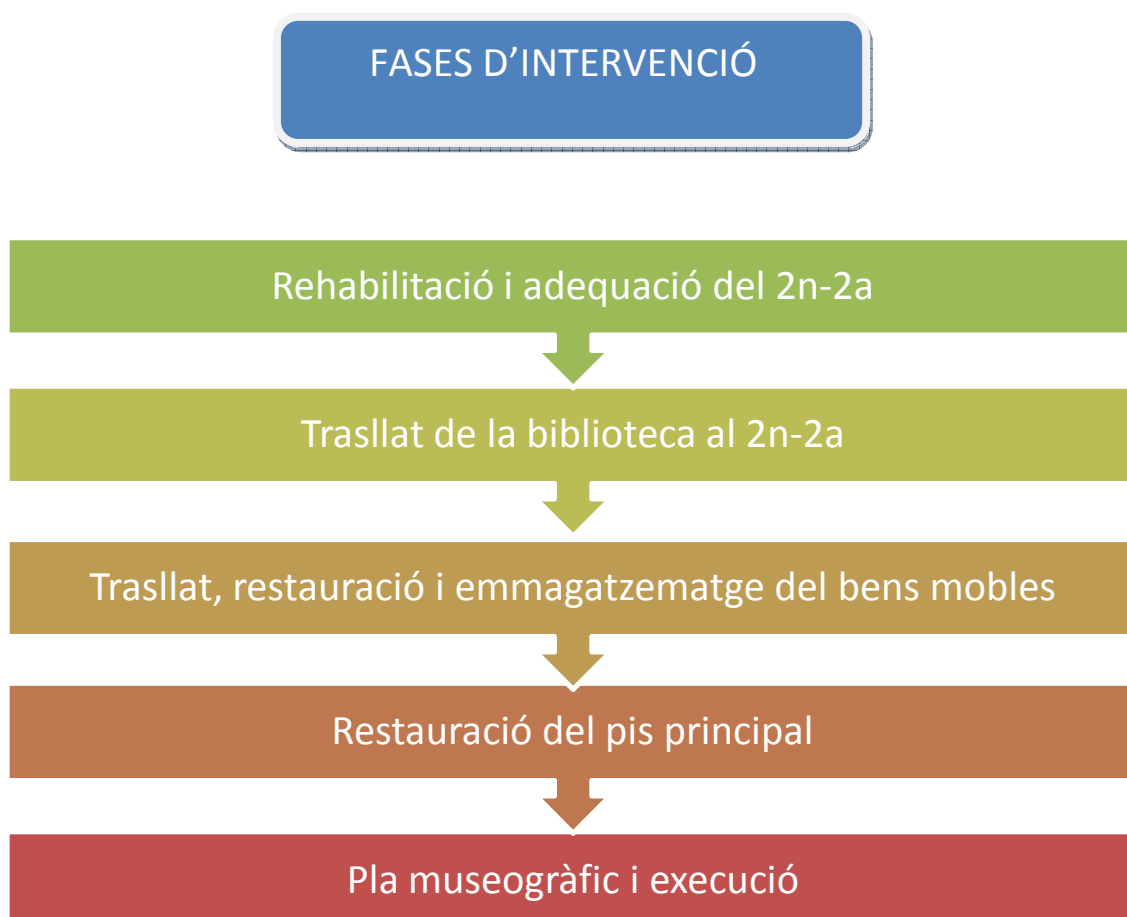 FASES D’INTERVENCIÓ
Rehabilitació i adequació del 2n-2a
Trasllat de la biblioteca al 2n-2a
Trasllat, restauració i emmagatzematge del bens mobles
Restauració del pis principal
Pla museogràfic i execució